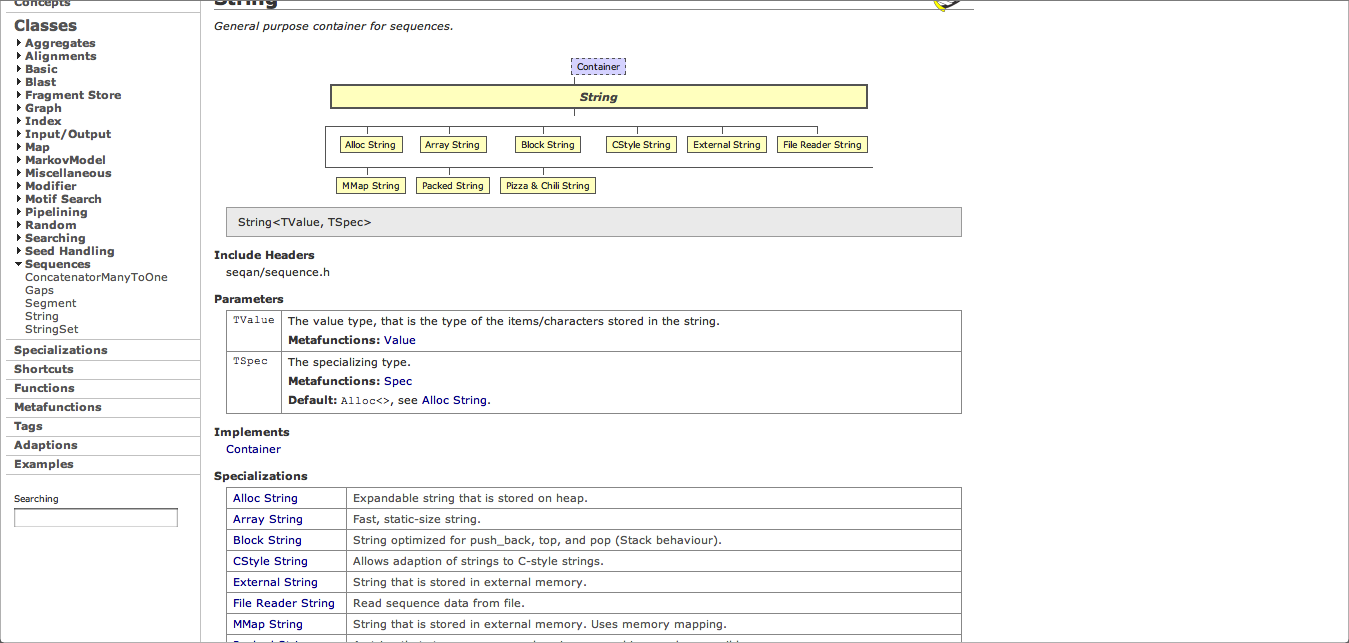 Concepts
Classes
Aggregates
Alignments
Basic
Blast
Fragment Store
Graph
Index
Input/Output
Map
MarkovModel
Miscellaneous
Modifier
Motif Search
Pipelining
Random
Searching
Seed Handling
Sequences
ConcatenatorManyToOne
Gaps
Segment
String
StringSet
Specializations
Shortcuts
Functions
Metafunctions
Tags
Adaptions
Examples
Searching
String
General purpose container for sequences.
Container
String
Alloc String
Array String
Block String
CStyle String
External String
File Reader String
MMap String
Packed String
Pizza & Chili String
String<TValue, TSpec>
Include Headers
seqan/sequence.h
Parameters
TValue
The value type, that is the type of the items/characters stored in the string.
Metafunctions: Value
TSpec
The specializing type.
Metafunctions: Spec
Default: Alloc<>, see Alloc String.
Implements
Container
Specializations
Alloc String Expandable string that is stored on heap.
Array String Fast, static-size string.
Block String String optimized for push_back, top, and pop (Stack behaviour).
CStyle String Allows adaption of strings to C-style strings.
External String String that is stored in external memory.
File Reader String Read sequence data from file.
MMap String String that is stored in external memory. Uses memory mapping.